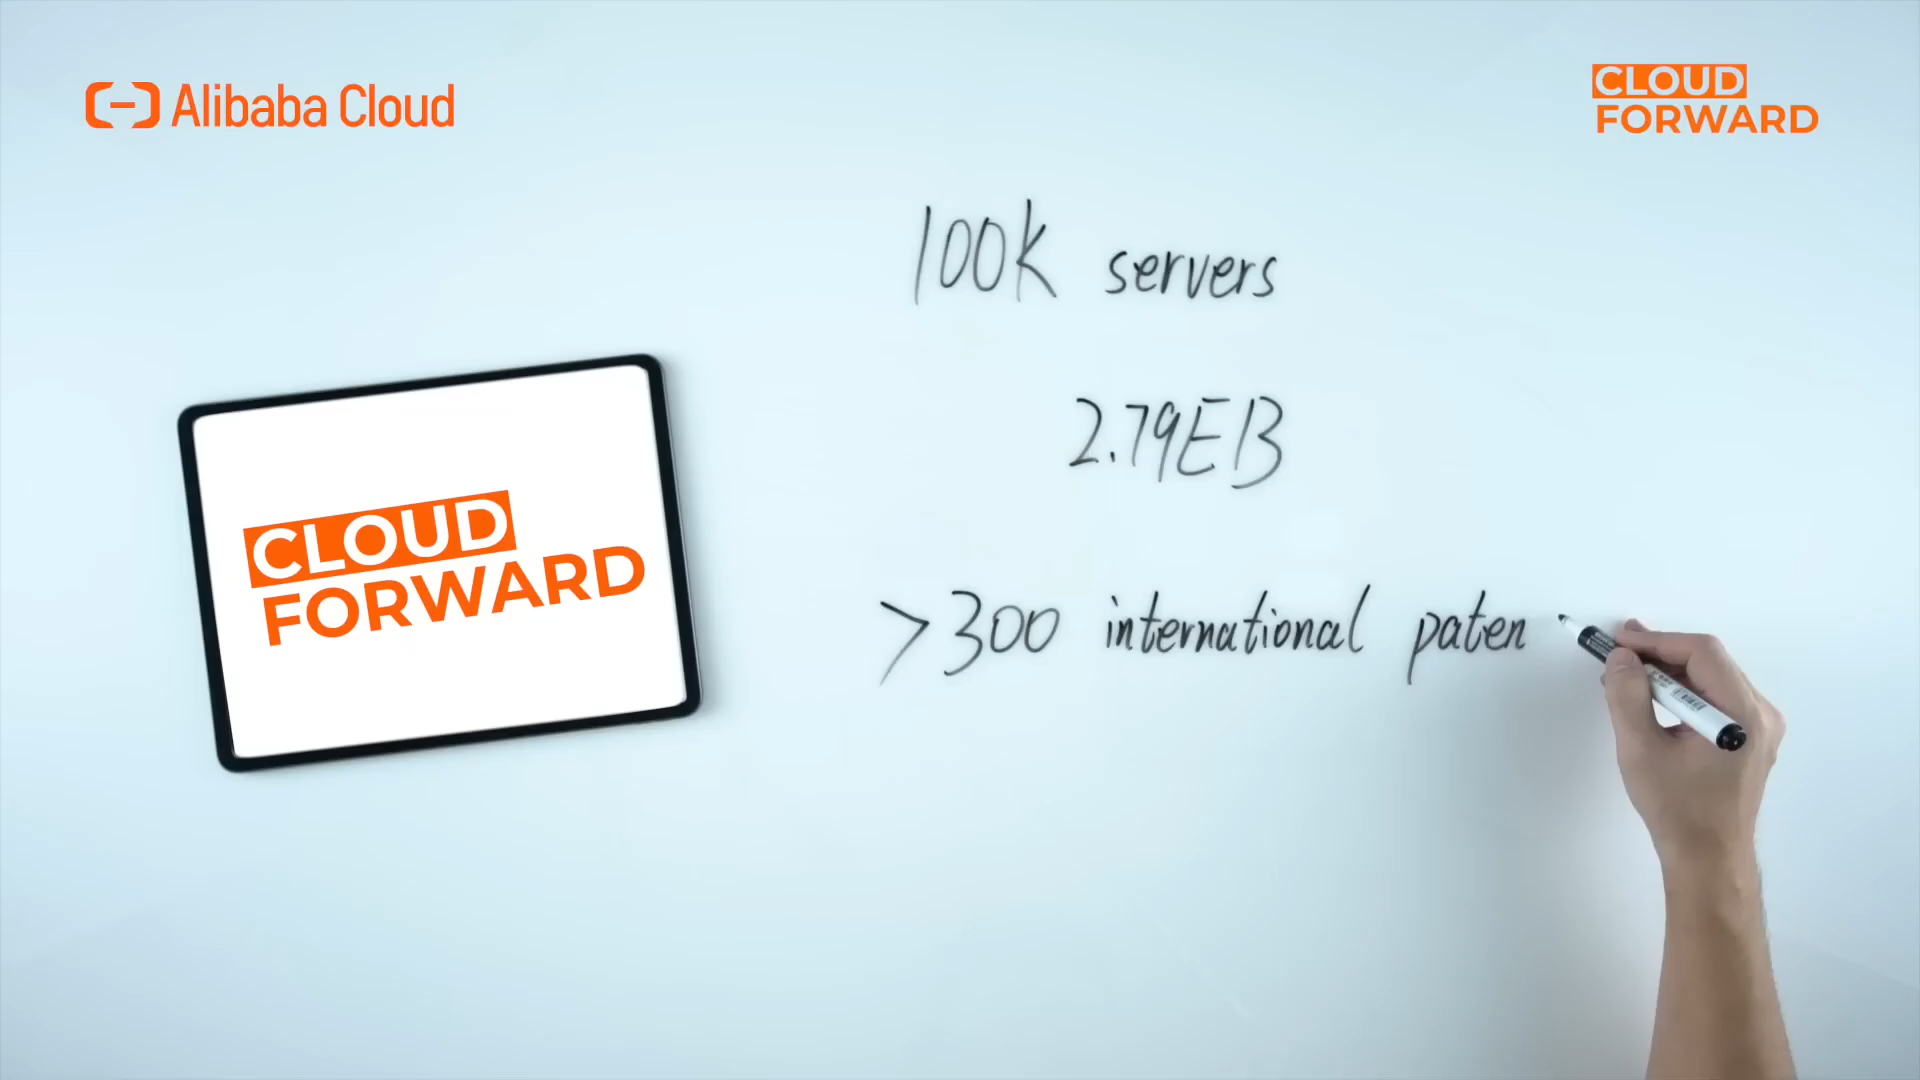 Alibaba Cloud
CLOUD
FORWARD
100K servers
2.79EB
>300 international paten
CLOUD
FORWARD